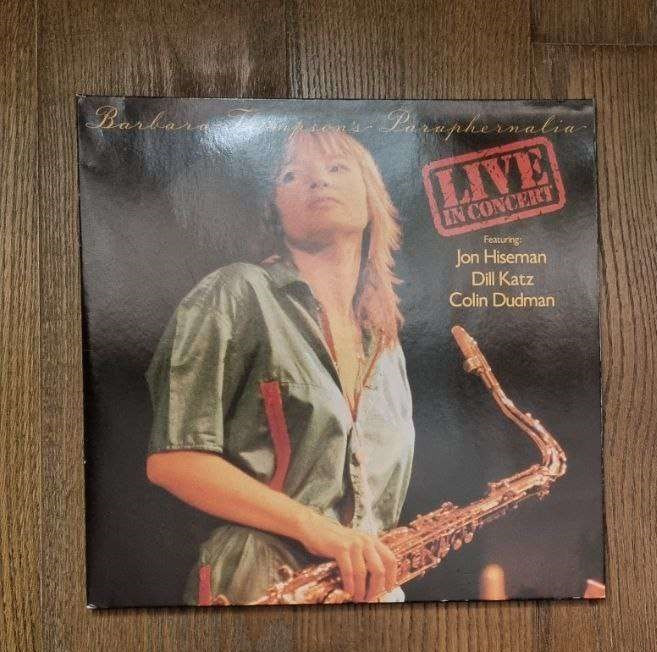 Barbara Thompson's Paraphernalia
LIVE
IN CONCERT
Featuring:
Jon Hiseman
Dill Katz
Colin Dudman